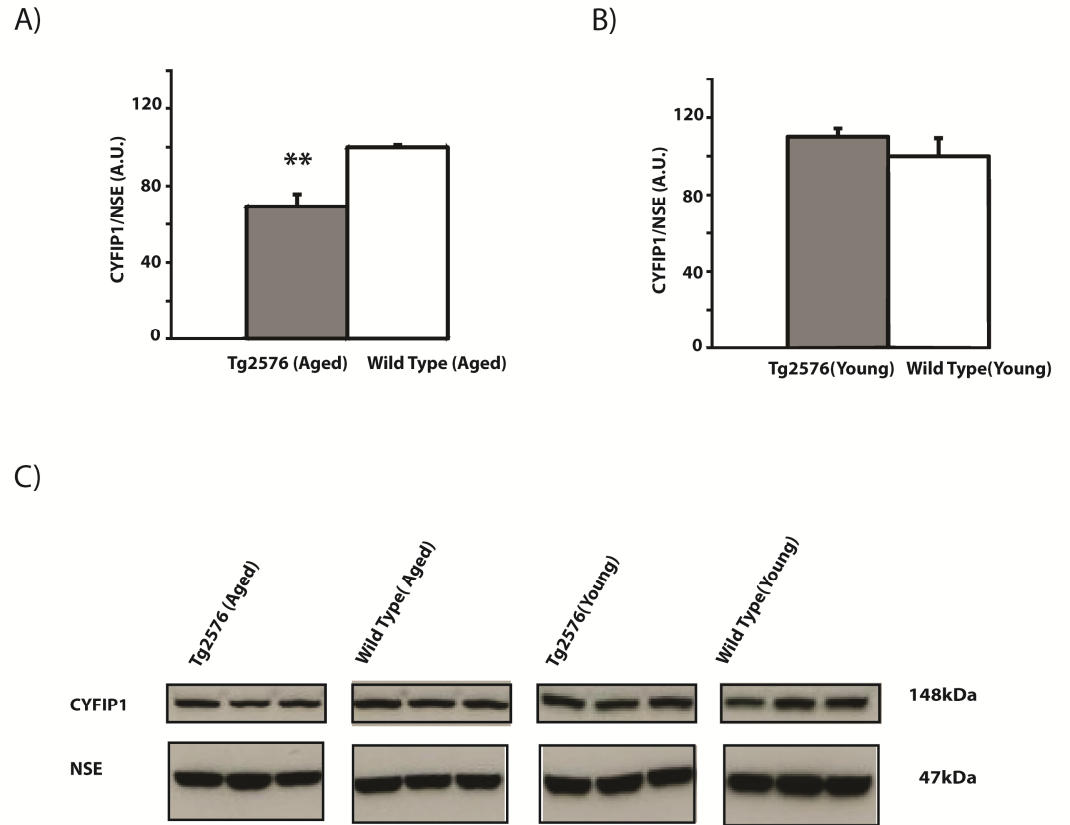 A)
B)
CYFIP1/NSE (A.U.)
120
80
40
0
**
Tg2576 (Aged) Wild Type (Aged)
CYFIP1/NSE (A.U.)
120
80
40
0
Tg2576(Young) Wild Type(Young)
C)
Tg2576 (Aged)
Wild Type( Aged)
Tg2576(Young)
Wild Type(Young)
CYFIP1
148kDa
NSE
47kDa